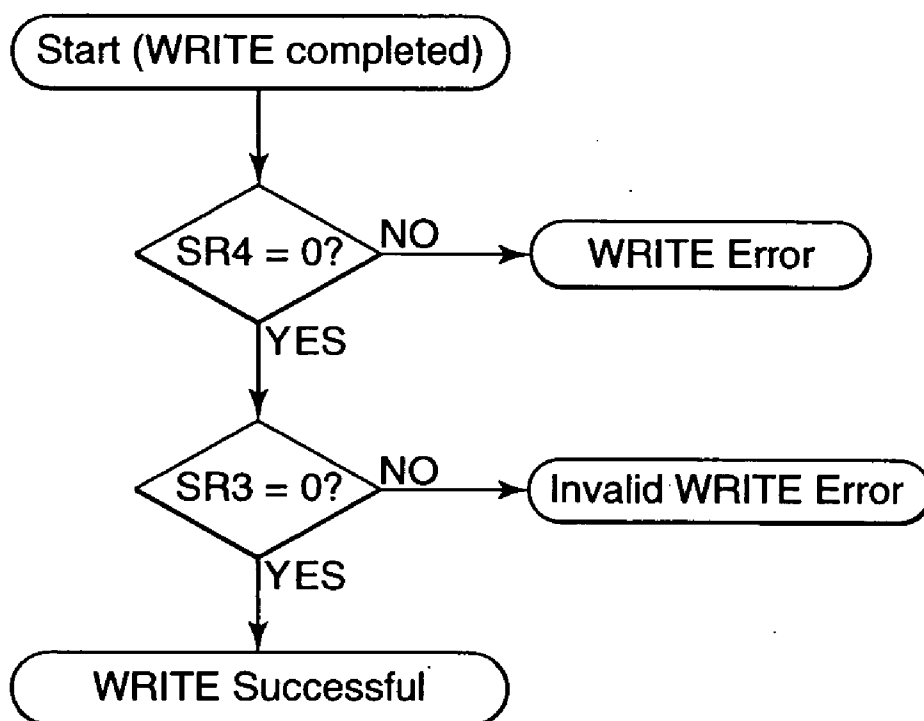 Start (WRITE completed)
SR4 = 0?
NO
WRITE Error
YES
SR3 = 0?
NO
Invalid WRITE Error
YES
WRITE Successful